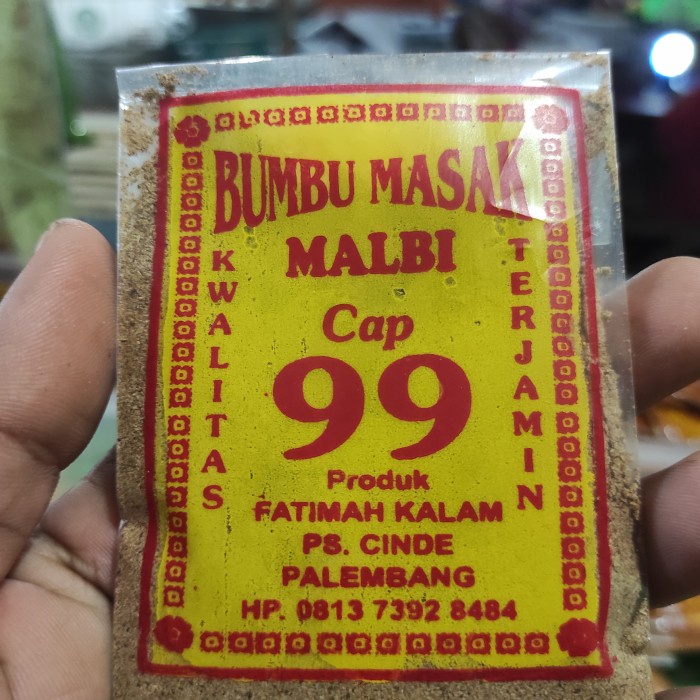 BUMBU MASAK
MALBI
KWALITAS
TERJAMIN
Cap
99
Produk
FATIMAH KALAM
PS. CINDE
PALEMBANG
HP. 0813 7392 8484